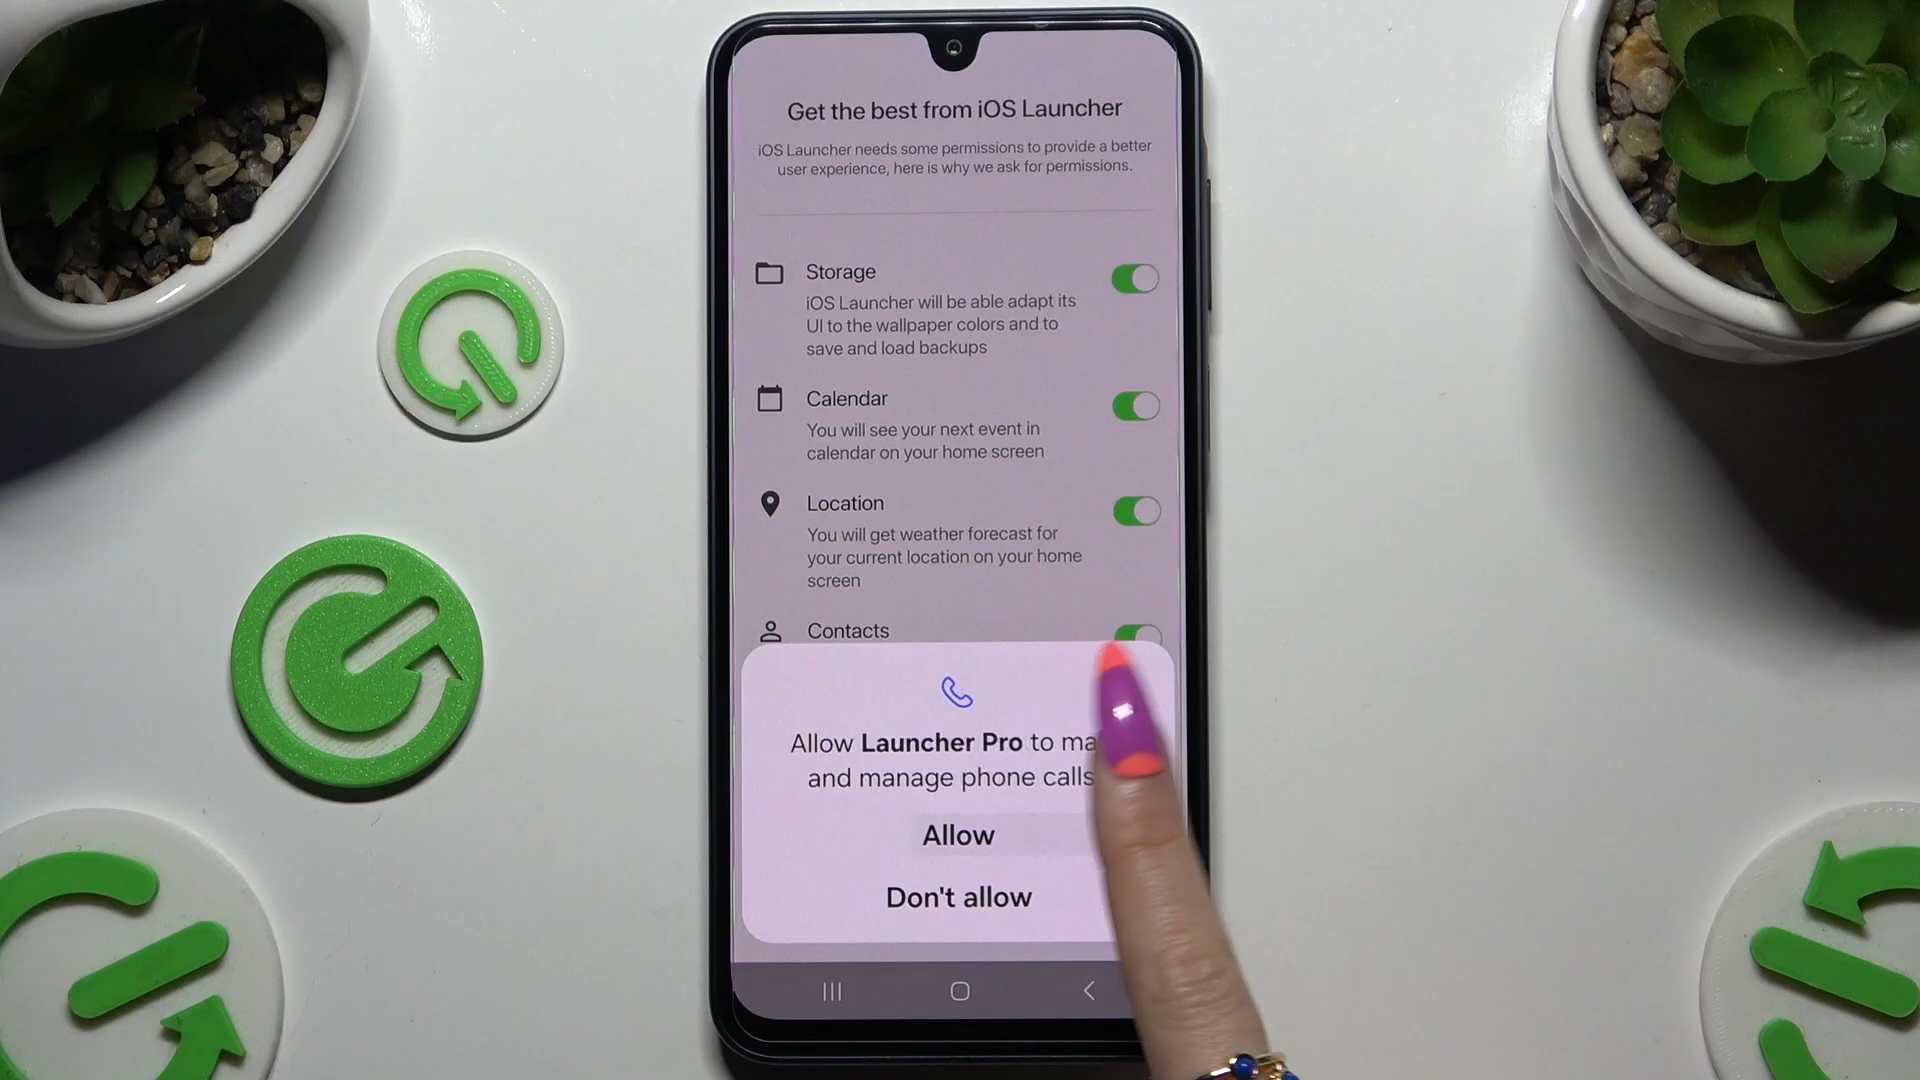 Get the best from iOS Launcher
iOS Launcher needs some permissions to provide a better
user experience, here is why we ask for permissions.
Storage
iOS Launcher will be able adapt its
UI to the wallpaper colors and to
save and load backups
Calendar
You will see your next event in
calendar on your home screen
Location
You will get weather forecast for
your current location on your home
screen
Contacts
Allow Launcher Pro to ma
and manage phone calls
Allow
Don't allow